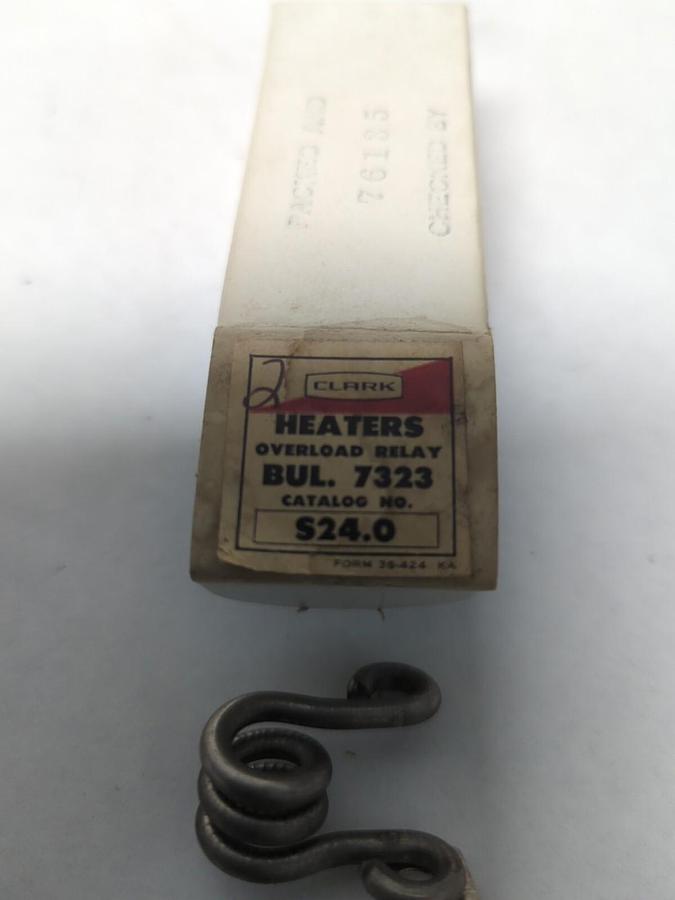 PACKED AND
76135
CHECKED BY
2
CLARK
HEATERS
OVERLOAD RELAY
BUL. 7323
CATALOG NO.
S24.0
FORM 36-424 KA